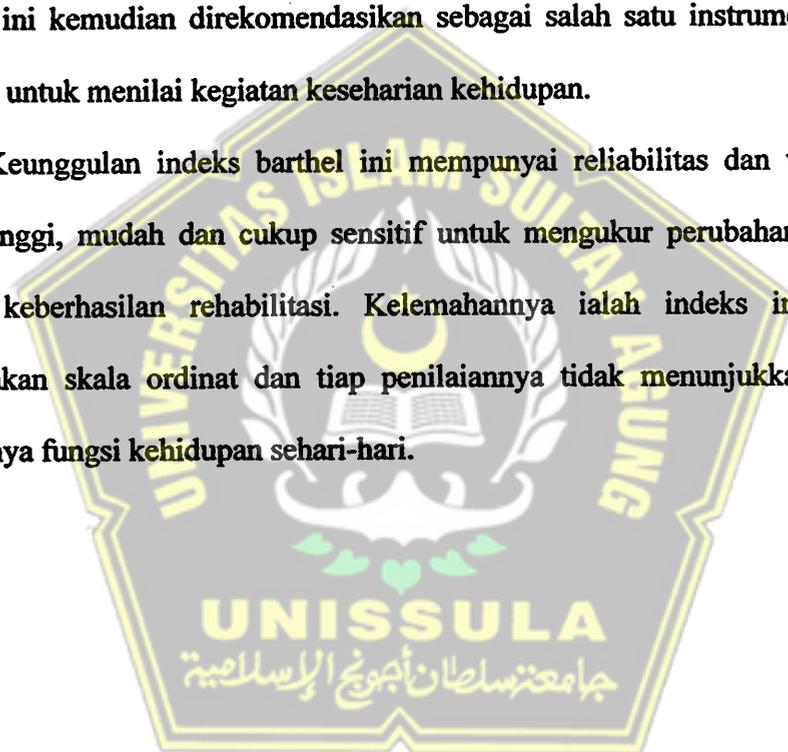 ini kemudian direkomendasikan sebagai salah satu instrum
untuk menilai kegiatan keseharian kehidupan.
Keunggulan indeks barthel ini mempunyai reliabilitas dan
nggi, mudah dan cukup sensitif untuk mengukur perubahan
keberhasilan rehabilitasi. Kelemahannya ialah indeks in
kan skala ordinat dan tiap penilaiannya tidak menunjukka
ya fungsi kehidupan sehari-hari.
UNIVERSITAS ISLAM SULTAN AGUNG
UNISSULA
جامعة سلطان أجونج الإسلامية